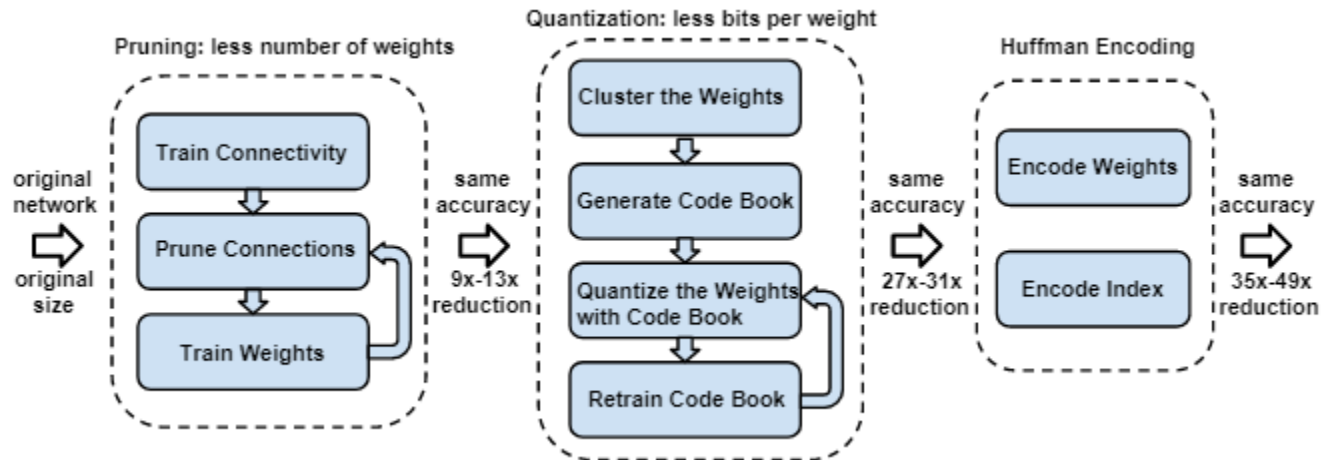 Quantization: less bits per weight
Pruning: less number of weights
Huffman Encoding
original
network
original
size
Train Connectivity
Prune Connections
Train Weights
same
accuracy
9x-13x
reduction
Cluster the Weights
Generate Code Book
Quantize the Weights
with Code Book
Retrain Code Book
same
accuracy
27x-31x
reduction
Encode Weights
Encode Index
same
accuracy
35x-49x
reduction